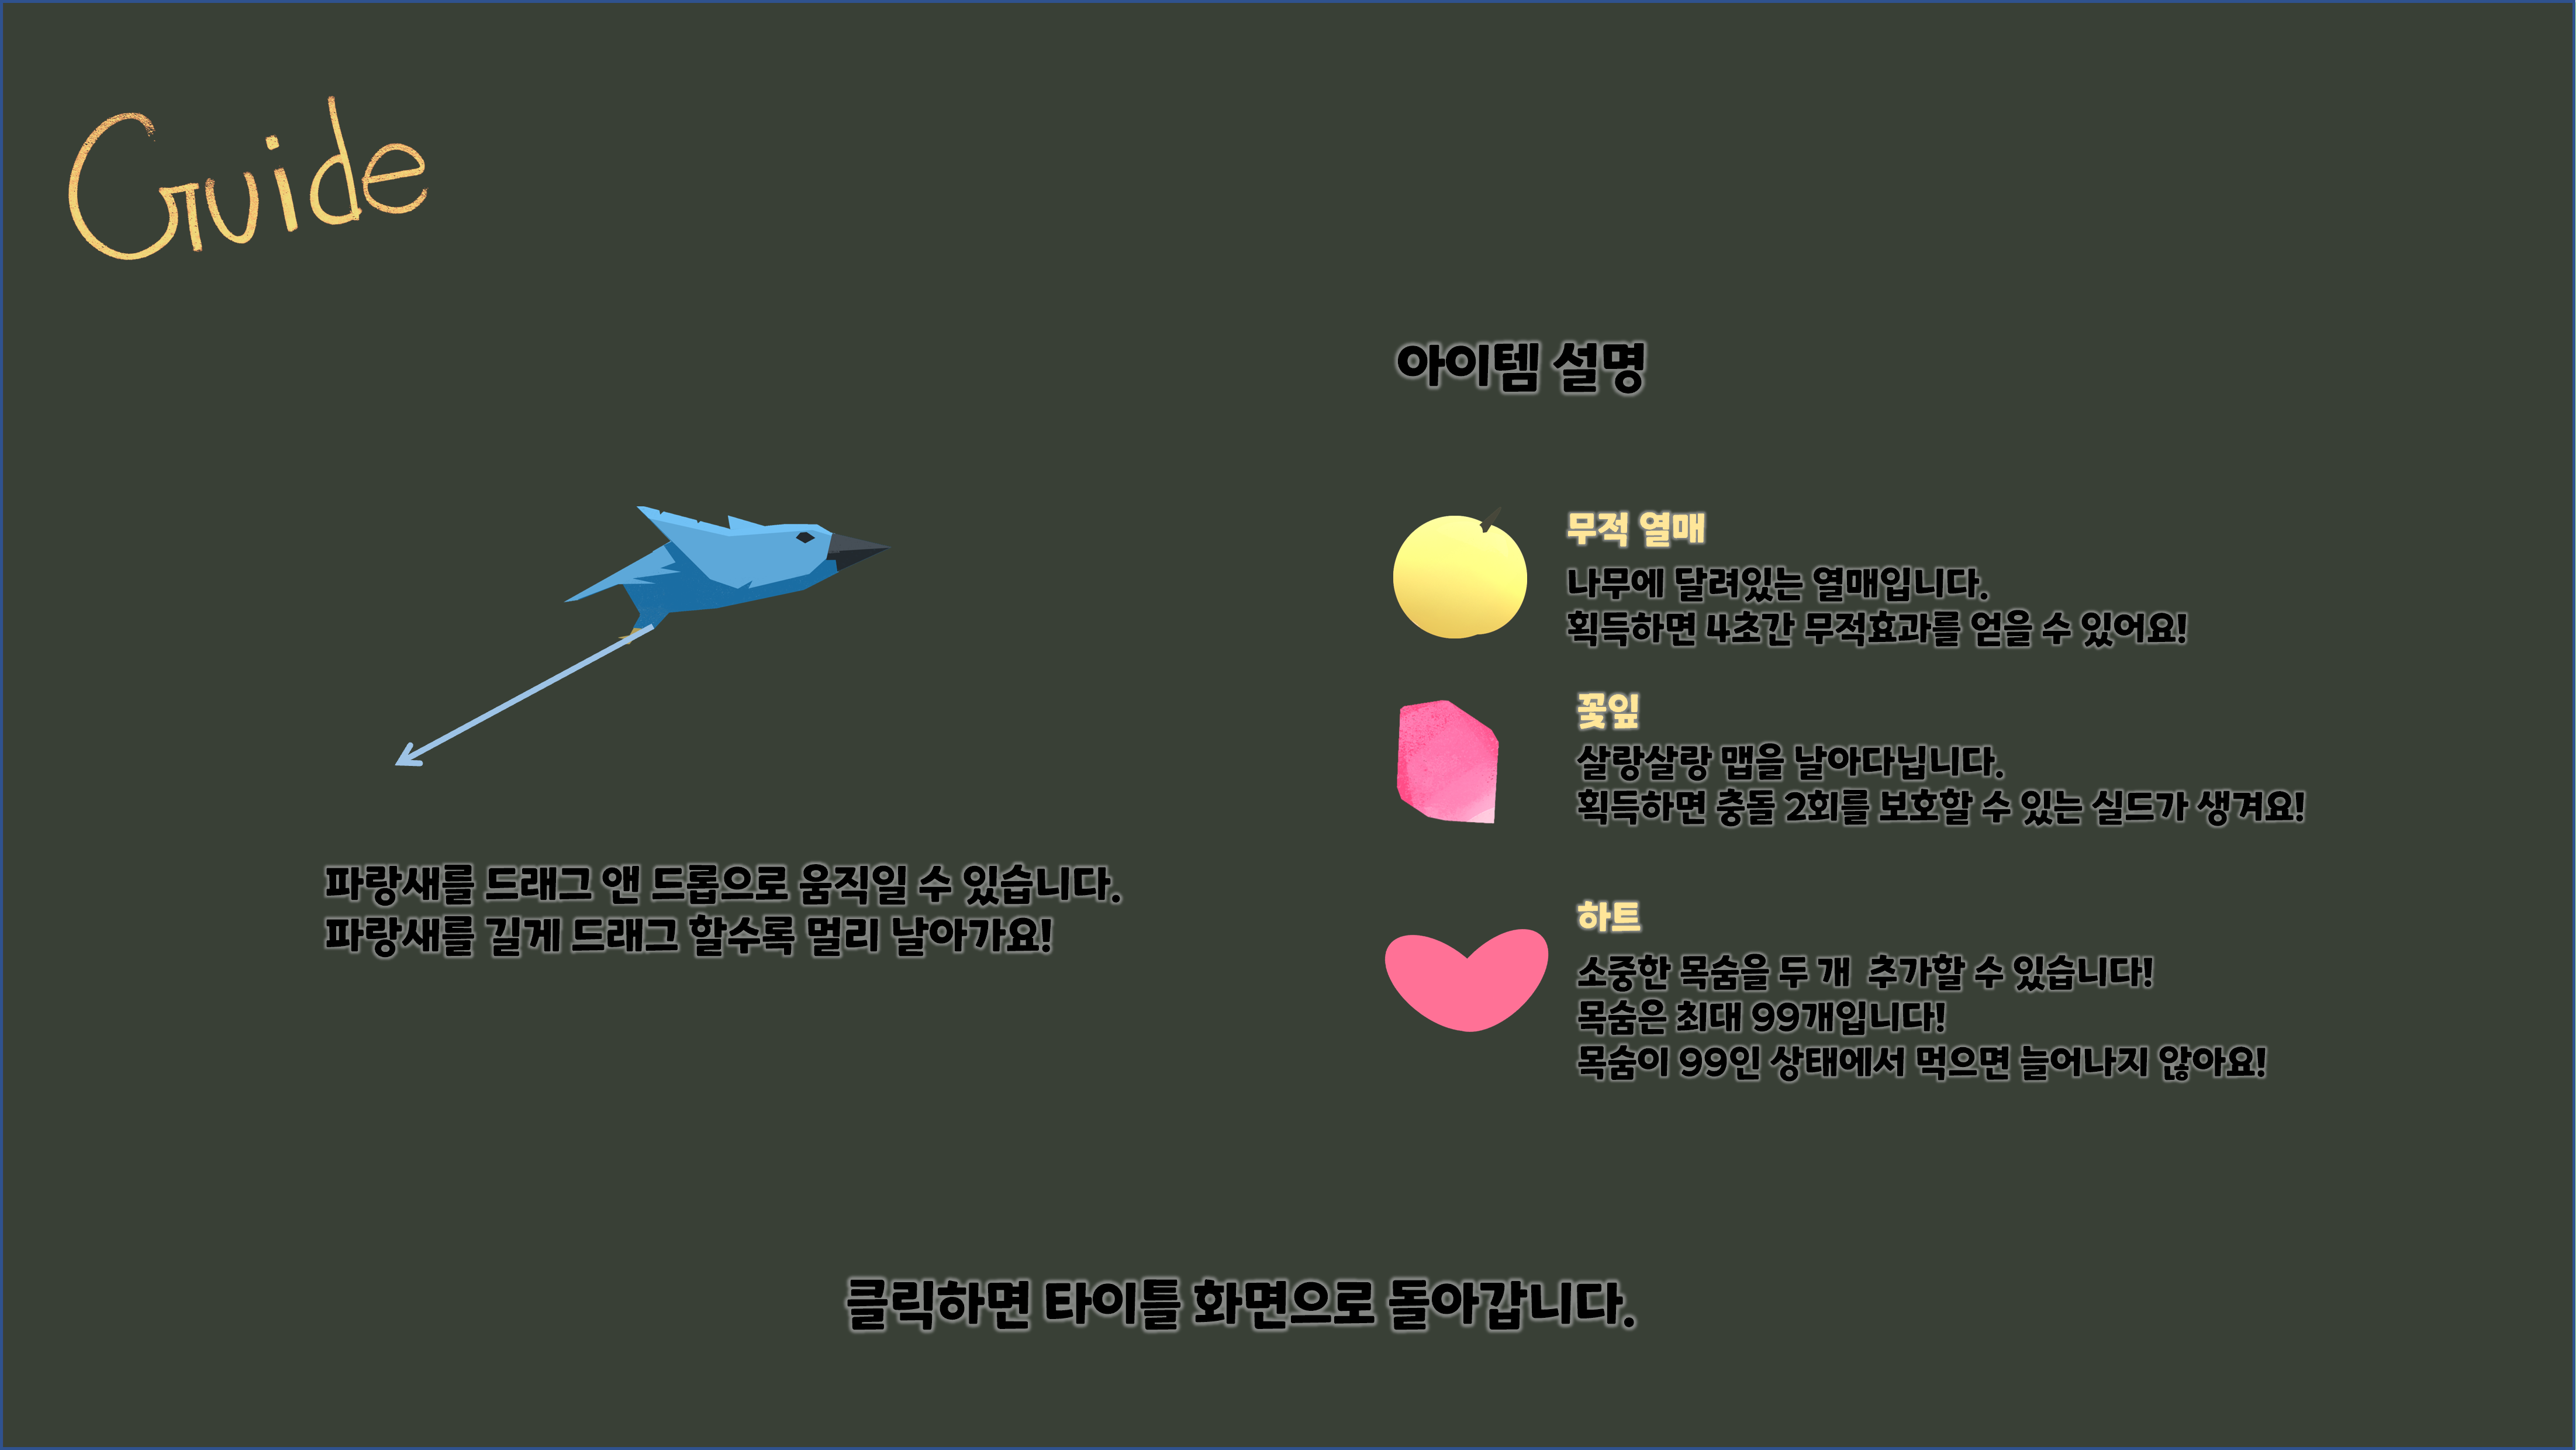 Guide
파랑새를 드래그 앤 드롭으로 움직일 수 있습니다.
파랑새를 길게 드래그 할수록 멀리 날아가요!
아이템 설명
무적 열매
나무에 달려있는 열매입니다.
획득하면 4초간 무적효과를 얻을 수 있어요!
꽃잎
살랑살랑 맵을 날아다닙니다.
획득하면 충돌 2회를 보호할 수 있는 실드가 생겨요!
하트
소중한 목숨을 두 개 추가할 수 있습니다!
목숨은 최대 99개입니다!
목숨이 99인 상태에서 먹으면 늘어나지 않아요!
클릭하면 타이틀 화면으로 돌아갑니다.